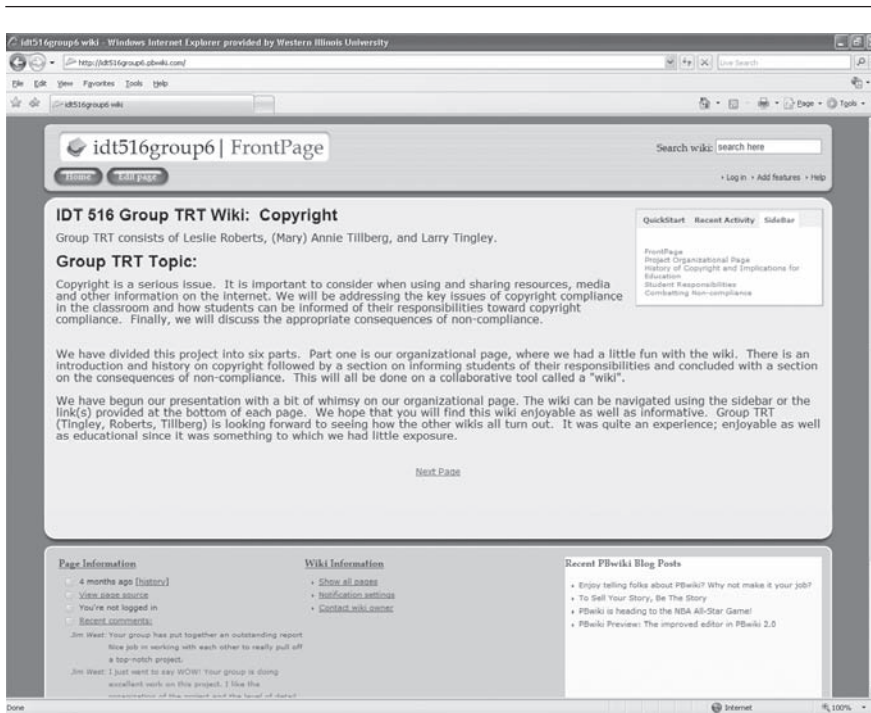 idt516group6 wiki - Windows Internet Explorer provided by Western Illinois University
http://idt516group6.pbwiki.com/
Live Search
File Edit View Favorites Tools Help
idt516group6 wiki
Page Tools
idt516group6 | FrontPage
Search wiki: search here
Home Edit page
Log in Add features Help
IDT 516 Group TRT Wiki: Copyright
Group TRT consists of Leslie Roberts, (Mary) Annie Tillberg, and Larry Tingley.
Group TRT Topic:
Copyright is a serious issue. It is important to consider when using and sharing resources, media
and other information on the internet. We will be addressing the key issues of copyright compliance
in the classroom and how students can be informed of their responsibilities toward copyright
compliance. Finally, we will discuss the appropriate consequences of non-compliance.
QuickStart Recent Activity SideBar
FrontPage
Project Organizational Page
History of Copyright and Implications for
Education
Student Responsibilities
Combatting Non-compliance
We have divided this project into six parts. Part one is our organizational page, where we had a little fun with the wiki. There is an
introduction and history on copyright followed by a section on informing students of their responsibilities and concluded with a section
on the consequences of non-compliance. This will all be done on a collaborative tool called a "wiki".
We have begun our presentation with a bit of whimsy on our organizational page. The wiki can be navigated using the sidebar or the
link(s) provided at the bottom of each page. We hope that you will find this wiki enjoyable as well as informative. Group TRT
(Tingley, Roberts, Tillberg) is looking forward to seeing how the other wikis all turn out. It was quite an experience; enjoyable as well
as educational since it was something to which we had little exposure.
Next Page
Page Information
4 months ago [history]
View page source
You're not logged in
Recent comments:
Jim West: Your group has put together an outstanding report
Nice job in working with each other to really pull off
a top-notch project.
Jim West: I just want to say WOW! Your group is doing
excellent work on this project. I like the
organization of the project and the level of detail
Wiki Information
Show all pages
Notification settings
Contact wiki owner
Recent PBwiki Blog Posts
Enjoy telling folks about PBwiki? Why not make it your job?
To Sell Your Story, Be The Story
PBwiki is heading to the NBA All-Star Game!
PBwiki Preview: The improved editor in PBwiki 2.0
Done
Internet
100%